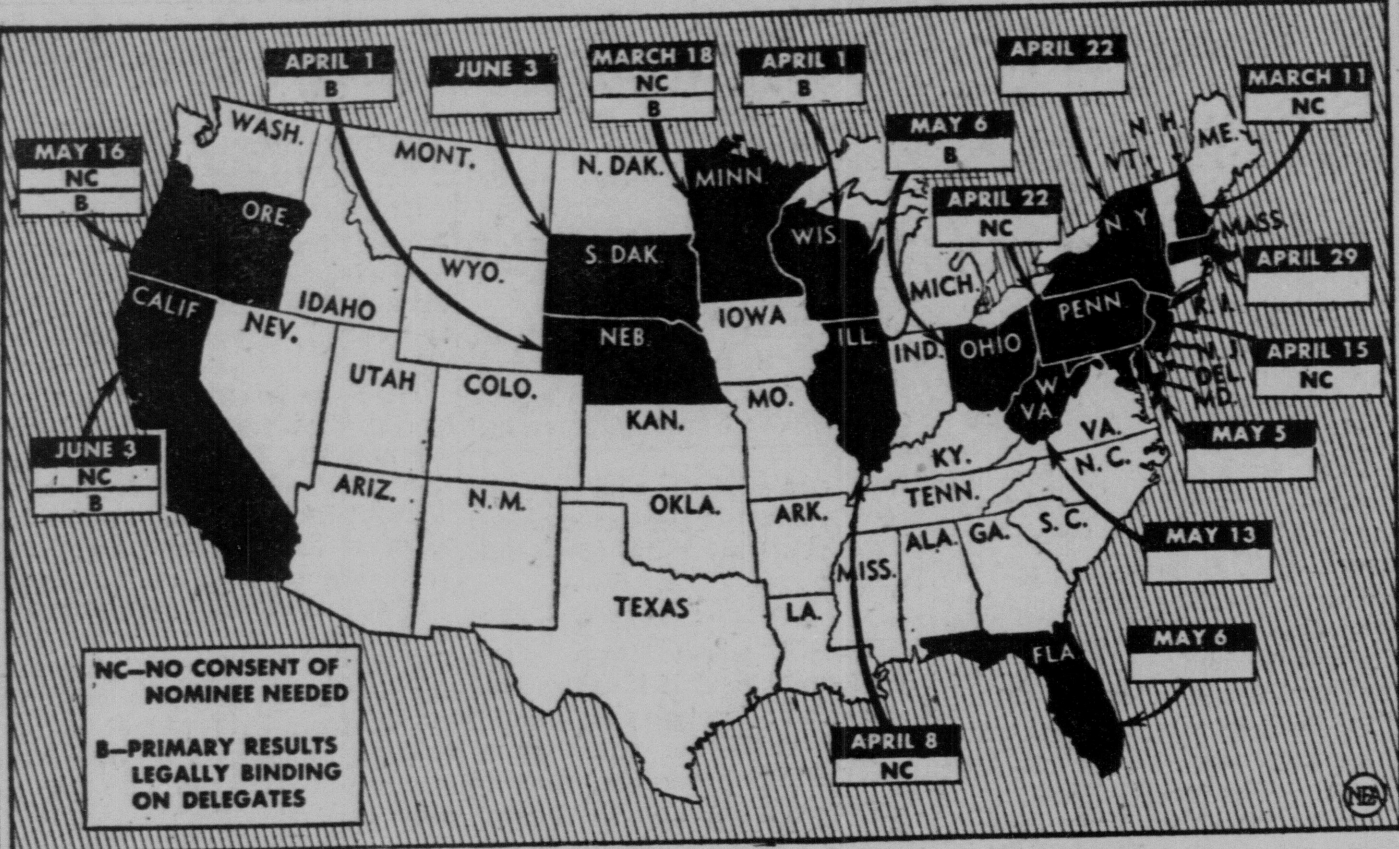 APRIL 1
B
JUNE 3
MARCH 18
NC
B
APRIL 1
B
APRIL 22
MARCH 11
NC
MAY 6
B
APRIL 22
NC
MAY 16
NC
B
WASH.
MONT.
N. DAK.
MINN.
N. H.
VT.
ME.
ORE.
WYO.
S. DAK.
WIS.
MICH.
N. Y.
MASS.
APRIL 29
CALIF.
IDAHO
NEV.
NEB.
IOWA
ILL.
IND.
OHIO
PENN.
R. I.
UTAH
COLO.
MO.
W. VA.
N. J.
DEL.
MD.
APRIL 15
NC
JUNE 3
NC
B
KAN.
KY.
VA.
MAY 5
ARIZ.
N. M.
OKLA.
ARK.
TENN.
N. C.
MAY 13
TEXAS
LA.
MISS.
ALA.
GA.
S. C.
FLA.
MAY 6
APRIL 8
NC
NC—NO CONSENT OF
NOMINEE NEEDED
B—PRIMARY RESULTS
LEGALLY BINDING
ON DELEGATES
NEA